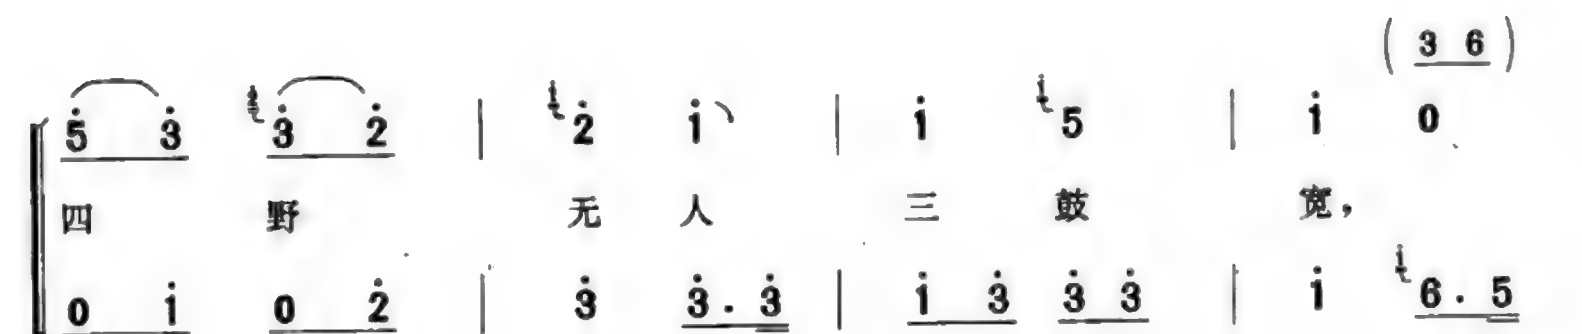 ( 3 6 )
5̇ 3̇ 3̇ 2̇ | 2̇ 1̇ | 1̇ 5 | 1̇ 0
四 野 无 人 三 鼓 宽，
0 1̇ 0 2̇ | 3̇ 3̇ . 3̇ | 1̇ 3̇ 3̇ 3̇ | 1̇ 6 . 5